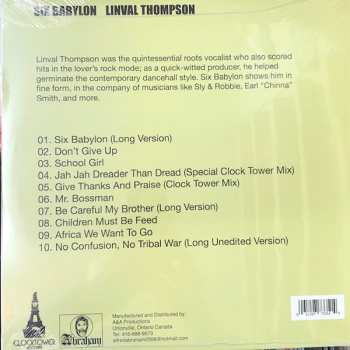 SIX BABYLON LINVAL THOMPSON
Linval Thompson was the quintessential roots vocalist who also scored
hits in the lover's rock mode; as a quick-witted producer, he helped
germinate the contemporary dancehall style. Six Babylon shows him in
fine form, in the company of musicians like Sly & Robbie, Earl "Chinna"
Smith, and more.
01. Six Babylon (Long Version)
02. Don't Give Up
03. School Girl
04. Jah Jah Dreader Than Dread (Special Clock Tower Mix)
05. Give Thanks And Praise (Clock Tower Mix)
06. Mr. Bossman
07. Be Careful My Brother (Long Version)
08. Children Must Be Feed
09. Africa We Want To Go
10. No Confusion, No Tribal War (Long Unedited Version)
Manufactured and Distributed by:
A&A Productions
Unionville, Ontario Canada
CLOCKTOWER
Abraham